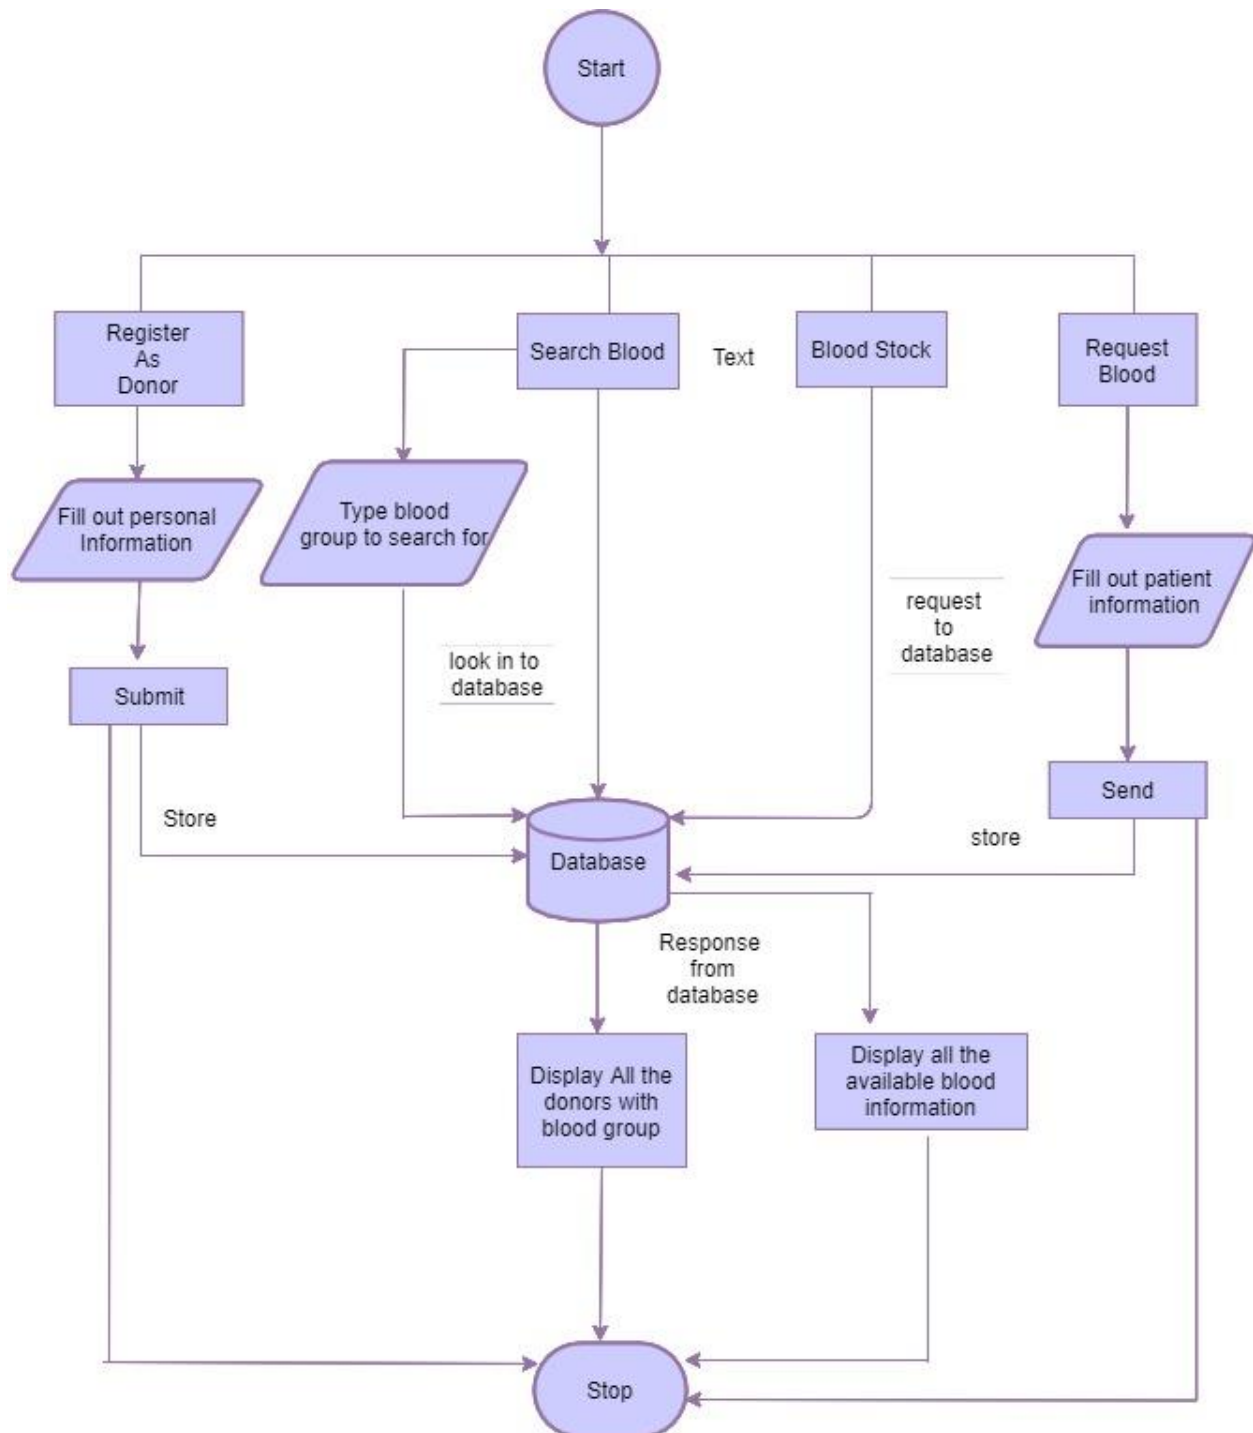 Start
Register
As
Donor
Search Blood
Text
Blood Stock
Request
Blood
Fill out personal
Information
Type blood
group to search for
request
to
database
Fill out patient
information
look in to
database
Submit
Send
Store
store
Database
Response
from
database
Display All the
donors with
blood group
Display all the
available blood
information
Stop